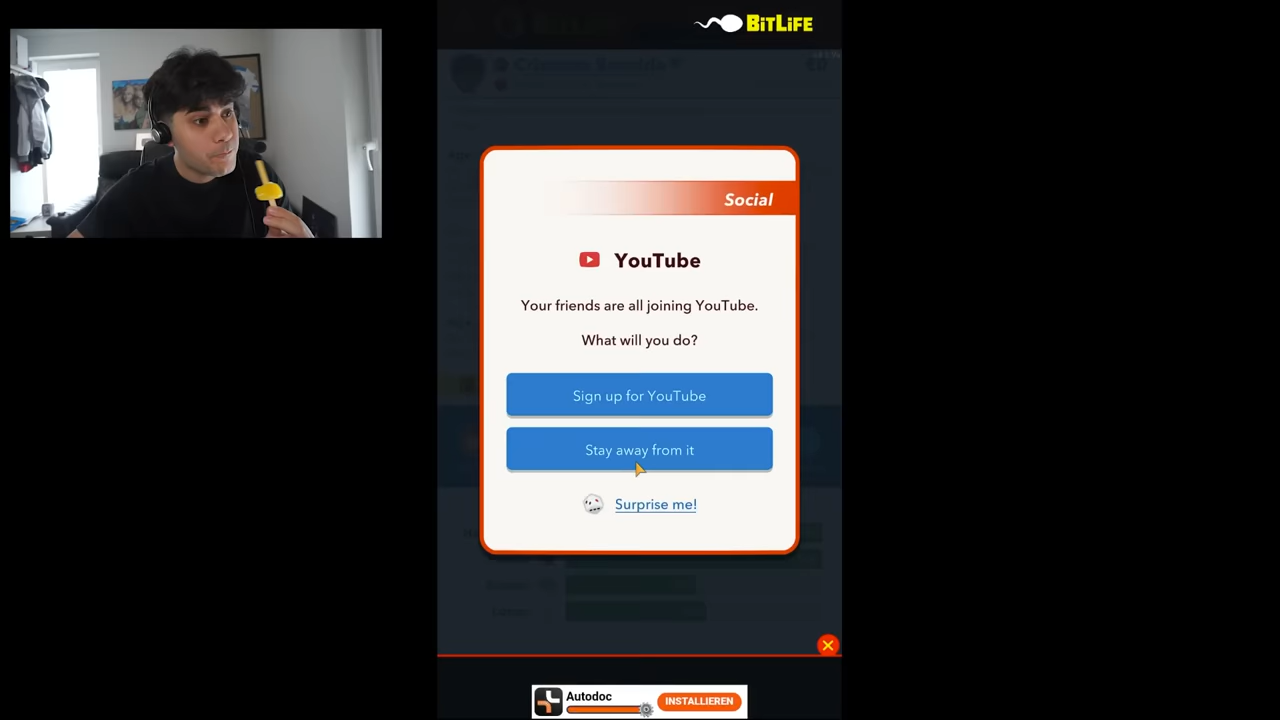 BITLIFE
Social
YouTube
Your friends are all joining YouTube.
What will you do?
Sign up for YouTube
Stay away from it
Surprise me!
Autodoc
INSTALLIEREN